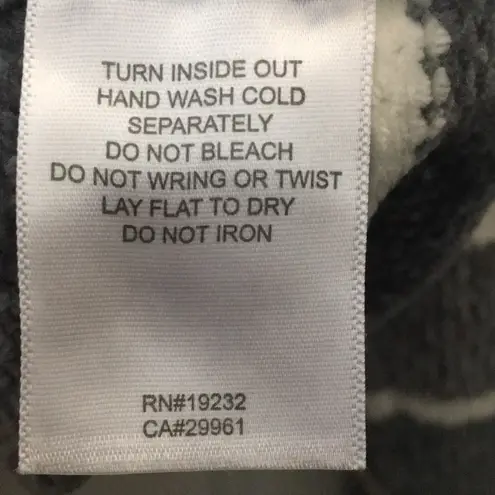 TURN INSIDE OUT
HAND WASH COLD
SEPARATELY
DO NOT BLEACH
DO NOT WRING OR TWIST
LAY FLAT TO DRY
DO NOT IRON
RN#19232
CA#29961